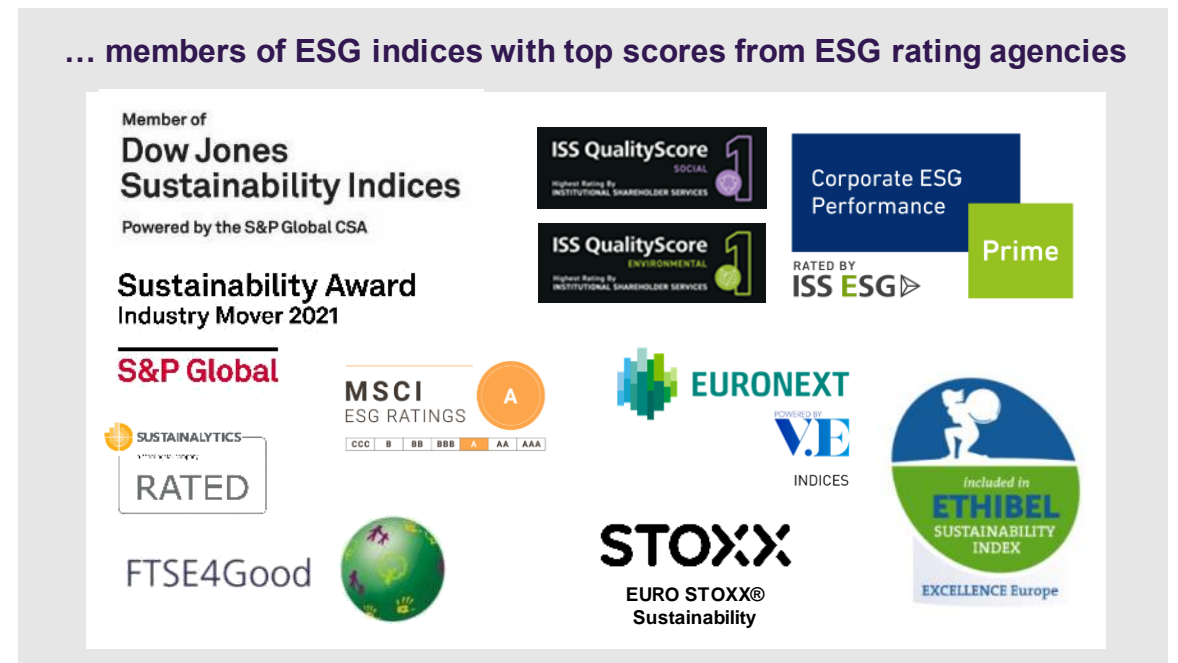 … members of ESG indices with top scores from ESG rating agencies
Member of
Dow Jones
Sustainability Indices
Powered by the S&P Global CSA
ISS QualityScore
SOCIAL
Highest Rating By
INSTITUTIONAL SHAREHOLDER SERVICES
1
ISS QualityScore
ENVIRONMENTAL
Highest Rating By
INSTITUTIONAL SHAREHOLDER SERVICES
1
Corporate ESG
Performance
Prime
RATED BY
ISS ESG
Sustainability Award
Industry Mover 2021
S&P Global
MSCI
ESG RATINGS
A
CCC B BB BBB A AA AAA
EURONEXT
POWERED BY
V.E
INDICES
SUSTAINALYTICS
RATED
included in
ETHIBEL
SUSTAINABILITY
INDEX
EXCELLENCE Europe
FTSE4Good
STOXX
EURO STOXX®
Sustainability